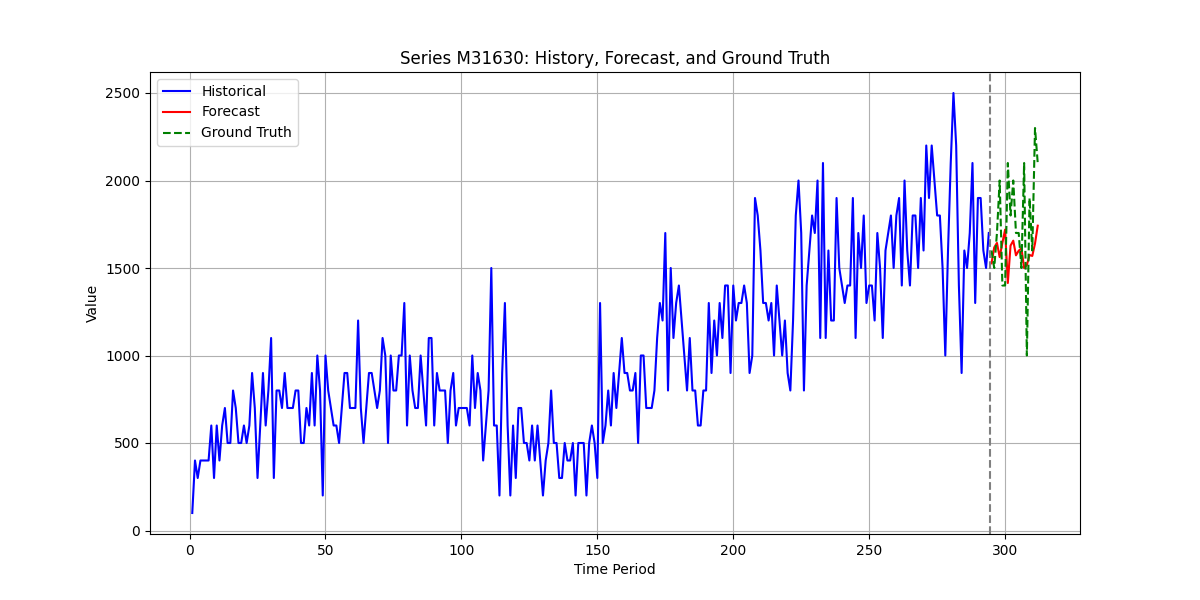 Series M31630: History, Forecast, and Ground Truth
Historical
Forecast
Ground Truth
2500
2000
1500
1000
500
0
Value
0 50 100 150 200 250 300
Time Period